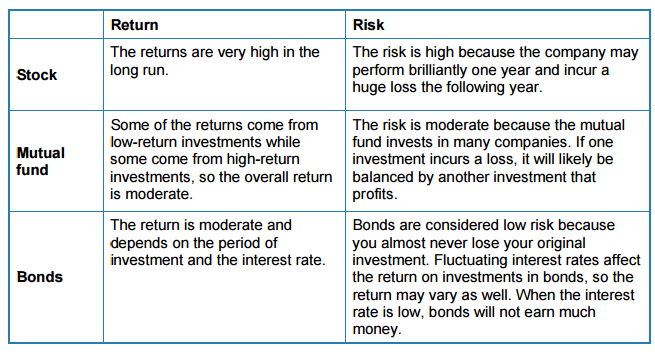 Return
Risk
Stock
The returns are very high in the
long run.
The risk is high because the company may
perform brilliantly one year and incur a
huge loss the following year.
Mutual
fund
Some of the returns come from
low-return investments while
some come from high-return
investments, so the overall return
is moderate.
The risk is moderate because the mutual
fund invests in many companies. If one
investment incurs a loss, it will likely be
balanced by another investment that
profits.
Bonds
The return is moderate and
depends on the period of
investment and the interest rate.
Bonds are considered low risk because
you almost never lose your original
investment. Fluctuating interest rates affect
the return on investments in bonds, so the
return may vary as well. When the interest
rate is low, bonds will not earn much
money.